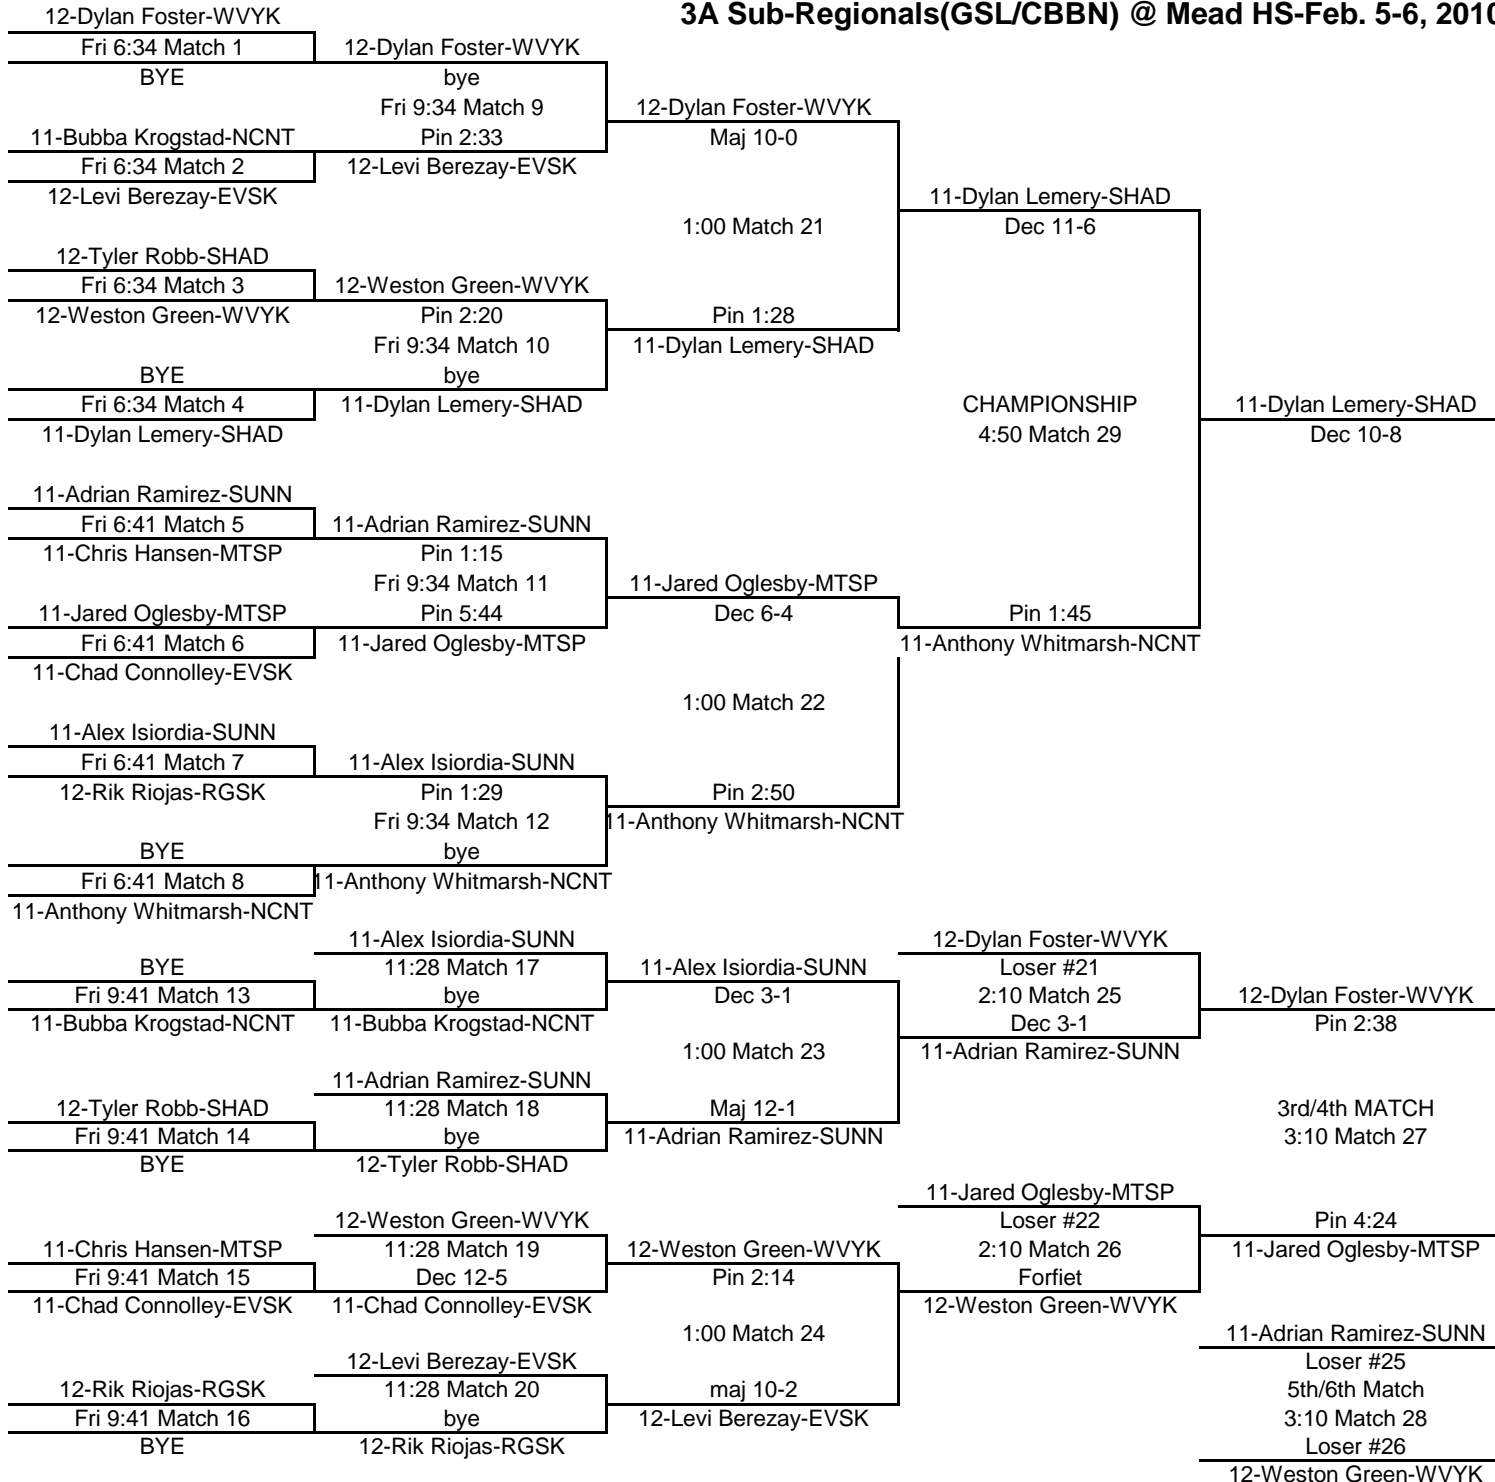 3A Sub-Regionals(GSL/CBBN) @ Mead HS-Feb. 5-6, 2010
12-Dylan Foster-WVYK
Fri 6:34 Match 1
BYE
11-Bubba Krogstad-NCNT
Fri 6:34 Match 2
12-Levi Berezay-EVSK
12-Tyler Robb-SHAD
Fri 6:34 Match 3
12-Weston Green-WVYK
BYE
Fri 6:34 Match 4
11-Dylan Lemery-SHAD
11-Adrian Ramirez-SUNN
Fri 6:41 Match 5
11-Chris Hansen-MTSP
11-Jared Oglesby-MTSP
Fri 6:41 Match 6
11-Chad Connolley-EVSK
11-Alex Isiordia-SUNN
Fri 6:41 Match 7
12-Rik Riojas-RGSK
BYE
Fri 6:41 Match 8
11-Anthony Whitmarsh-NCNT
12-Dylan Foster-WVYK
bye
Fri 9:34 Match 9
Pin 2:33
12-Levi Berezay-EVSK
12-Weston Green-WVYK
Pin 2:20
Fri 9:34 Match 10
bye
11-Dylan Lemery-SHAD
11-Adrian Ramirez-SUNN
Pin 1:15
Fri 9:34 Match 11
Pin 5:44
11-Jared Oglesby-MTSP
11-Alex Isiordia-SUNN
Pin 1:29
Fri 9:34 Match 12
bye
11-Anthony Whitmarsh-NCNT
12-Dylan Foster-WVYK
Maj 10-0
1:00 Match 21
Pin 1:28
11-Dylan Lemery-SHAD
11-Jared Oglesby-MTSP
Dec 6-4
1:00 Match 22
Pin 2:50
11-Anthony Whitmarsh-NCNT
11-Dylan Lemery-SHAD
Dec 11-6
CHAMPIONSHIP
4:50 Match 29
Pin 1:45
11-Anthony Whitmarsh-NCNT
11-Dylan Lemery-SHAD
Dec 10-8
BYE
Fri 9:41 Match 13
11-Bubba Krogstad-NCNT
12-Tyler Robb-SHAD
Fri 9:41 Match 14
BYE
11-Chris Hansen-MTSP
Fri 9:41 Match 15
11-Chad Connolley-EVSK
12-Rik Riojas-RGSK
Fri 9:41 Match 16
BYE
11-Alex Isiordia-SUNN
11:28 Match 17
bye
11-Bubba Krogstad-NCNT
11-Adrian Ramirez-SUNN
11:28 Match 18
bye
12-Tyler Robb-SHAD
12-Weston Green-WVYK
11:28 Match 19
Dec 12-5
11-Chad Connolley-EVSK
12-Levi Berezay-EVSK
11:28 Match 20
bye
12-Rik Riojas-RGSK
11-Alex Isiordia-SUNN
Dec 3-1
1:00 Match 23
Maj 12-1
11-Adrian Ramirez-SUNN
12-Weston Green-WVYK
Pin 2:14
1:00 Match 24
maj 10-2
12-Levi Berezay-EVSK
12-Dylan Foster-WVYK
Loser #21
2:10 Match 25
Dec 3-1
11-Adrian Ramirez-SUNN
11-Jared Oglesby-MTSP
Loser #22
2:10 Match 26
Forfiet
12-Weston Green-WVYK
12-Dylan Foster-WVYK
Pin 2:38
3rd/4th MATCH
3:10 Match 27
Pin 4:24
11-Jared Oglesby-MTSP
11-Adrian Ramirez-SUNN
Loser #25
5th/6th Match
3:10 Match 28
Loser #26
12-Weston Green-WVYK